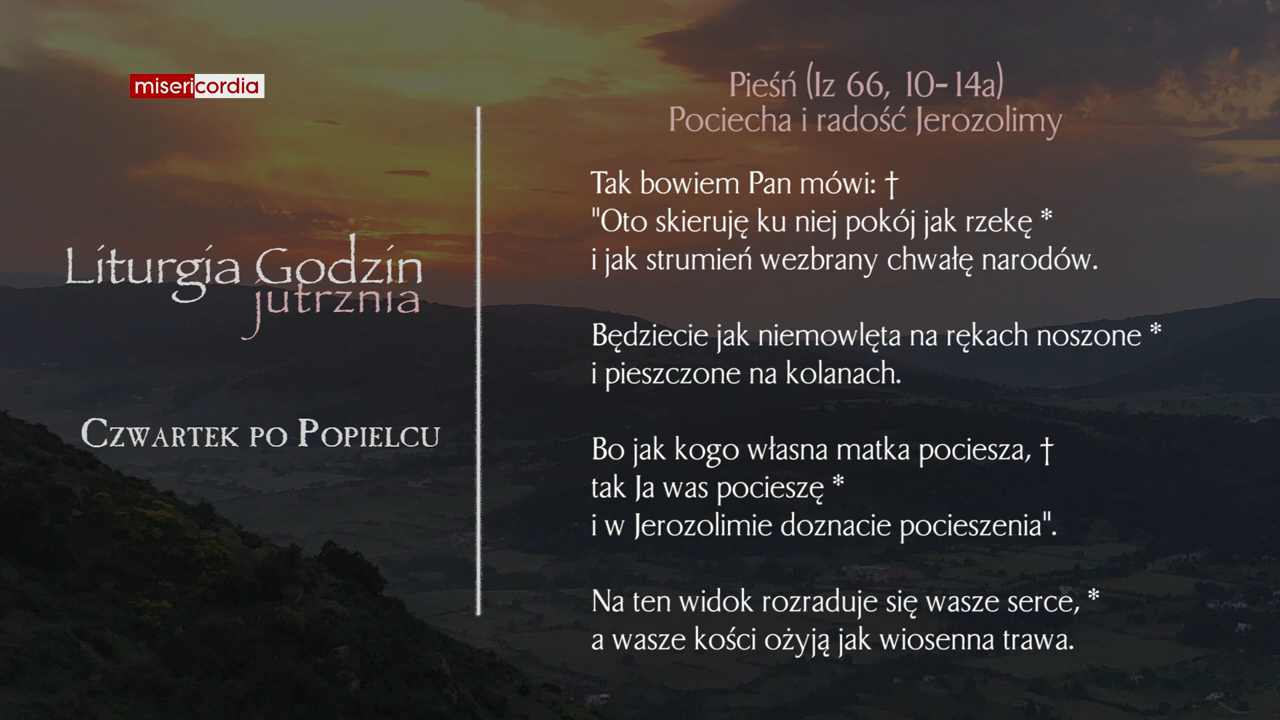 misericordia
Liturgia Godzin
jutrznia
Czwartek po Popielcu
Pieśń (Iz 66, 10-14a)
Pociecha i radość Jerozolimy
Tak bowiem Pan mówi: †
"Oto skieruję ku niej pokój jak rzekę *
i jak strumień wezbrany chwałę narodów.
Będziecie jak niemowlęta na rękach noszone *
i pieszczone na kolanach.
Bo jak kogo własna matka pociesza, †
tak Ja was pocieszę *
i w Jerozolimie doznacie pocieszenia".
Na ten widok rozraduje się wasze serce, *
a wasze kości ożyją jak wiosenna trawa.